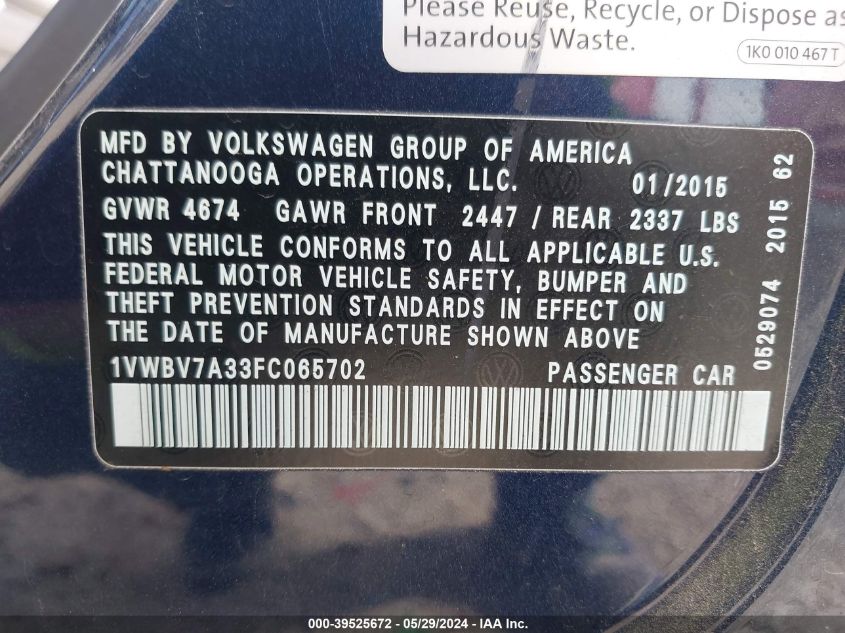 Please Reuse, Recycle, or Dispose as
Hazardous Waste.
1K0 010 467 T
MFD BY VOLKSWAGEN GROUP OF AMERICA
CHATTANOOGA OPERATIONS, LLC. 01/2015
GVWR 4674 GAWR FRONT 2447 / REAR 2337 LBS
THIS VEHICLE CONFORMS TO ALL APPLICABLE U.S.
FEDERAL MOTOR VEHICLE SAFETY, BUMPER AND
THEFT PREVENTION STANDARDS IN EFFECT ON
THE DATE OF MANUFACTURE SHOWN ABOVE
1VWBV7A33FC065702 PASSENGER CAR
0529074 2015 62
000-39525672 - 05/29/2024 - IAA Inc.